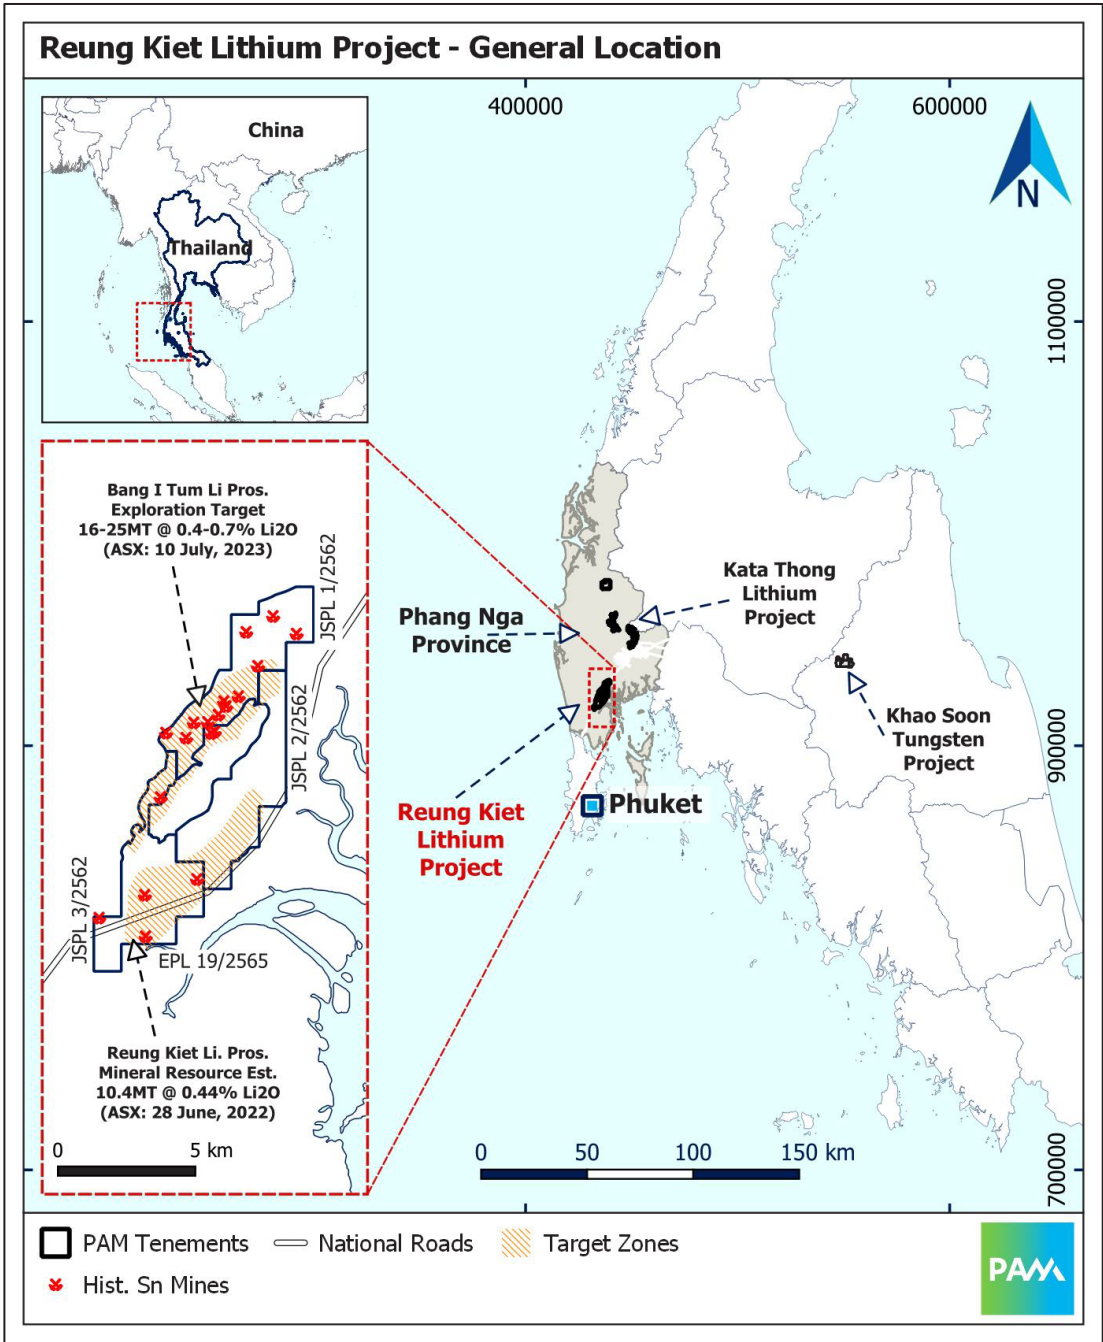 Reung Kiet Lithium Project - General Location
400000
600000
China
Thailand
N
1100000
Bang I Tum Li Pros.
Exploration Target
16-25MT @ 0.4-0.7% Li2O
(ASX: 10 July, 2023)
JSPL 1/2562
JSPL 2/2562
JSPL 3/2562
EPL 19/2565
Reung Kiet Li. Pros.
Mineral Resource Est.
10.4MT @ 0.44% Li2O
(ASX: 28 June, 2022)
0 5 km
Kata Thong
Lithium
Project
Phang Nga
Province
Khao Soon
Tungsten
Project
900000
Reung Kiet
Lithium
Project
Phuket
0 50 100 150 km
700000
PAM Tenements
National Roads
Target Zones
Hist. Sn Mines
PAM